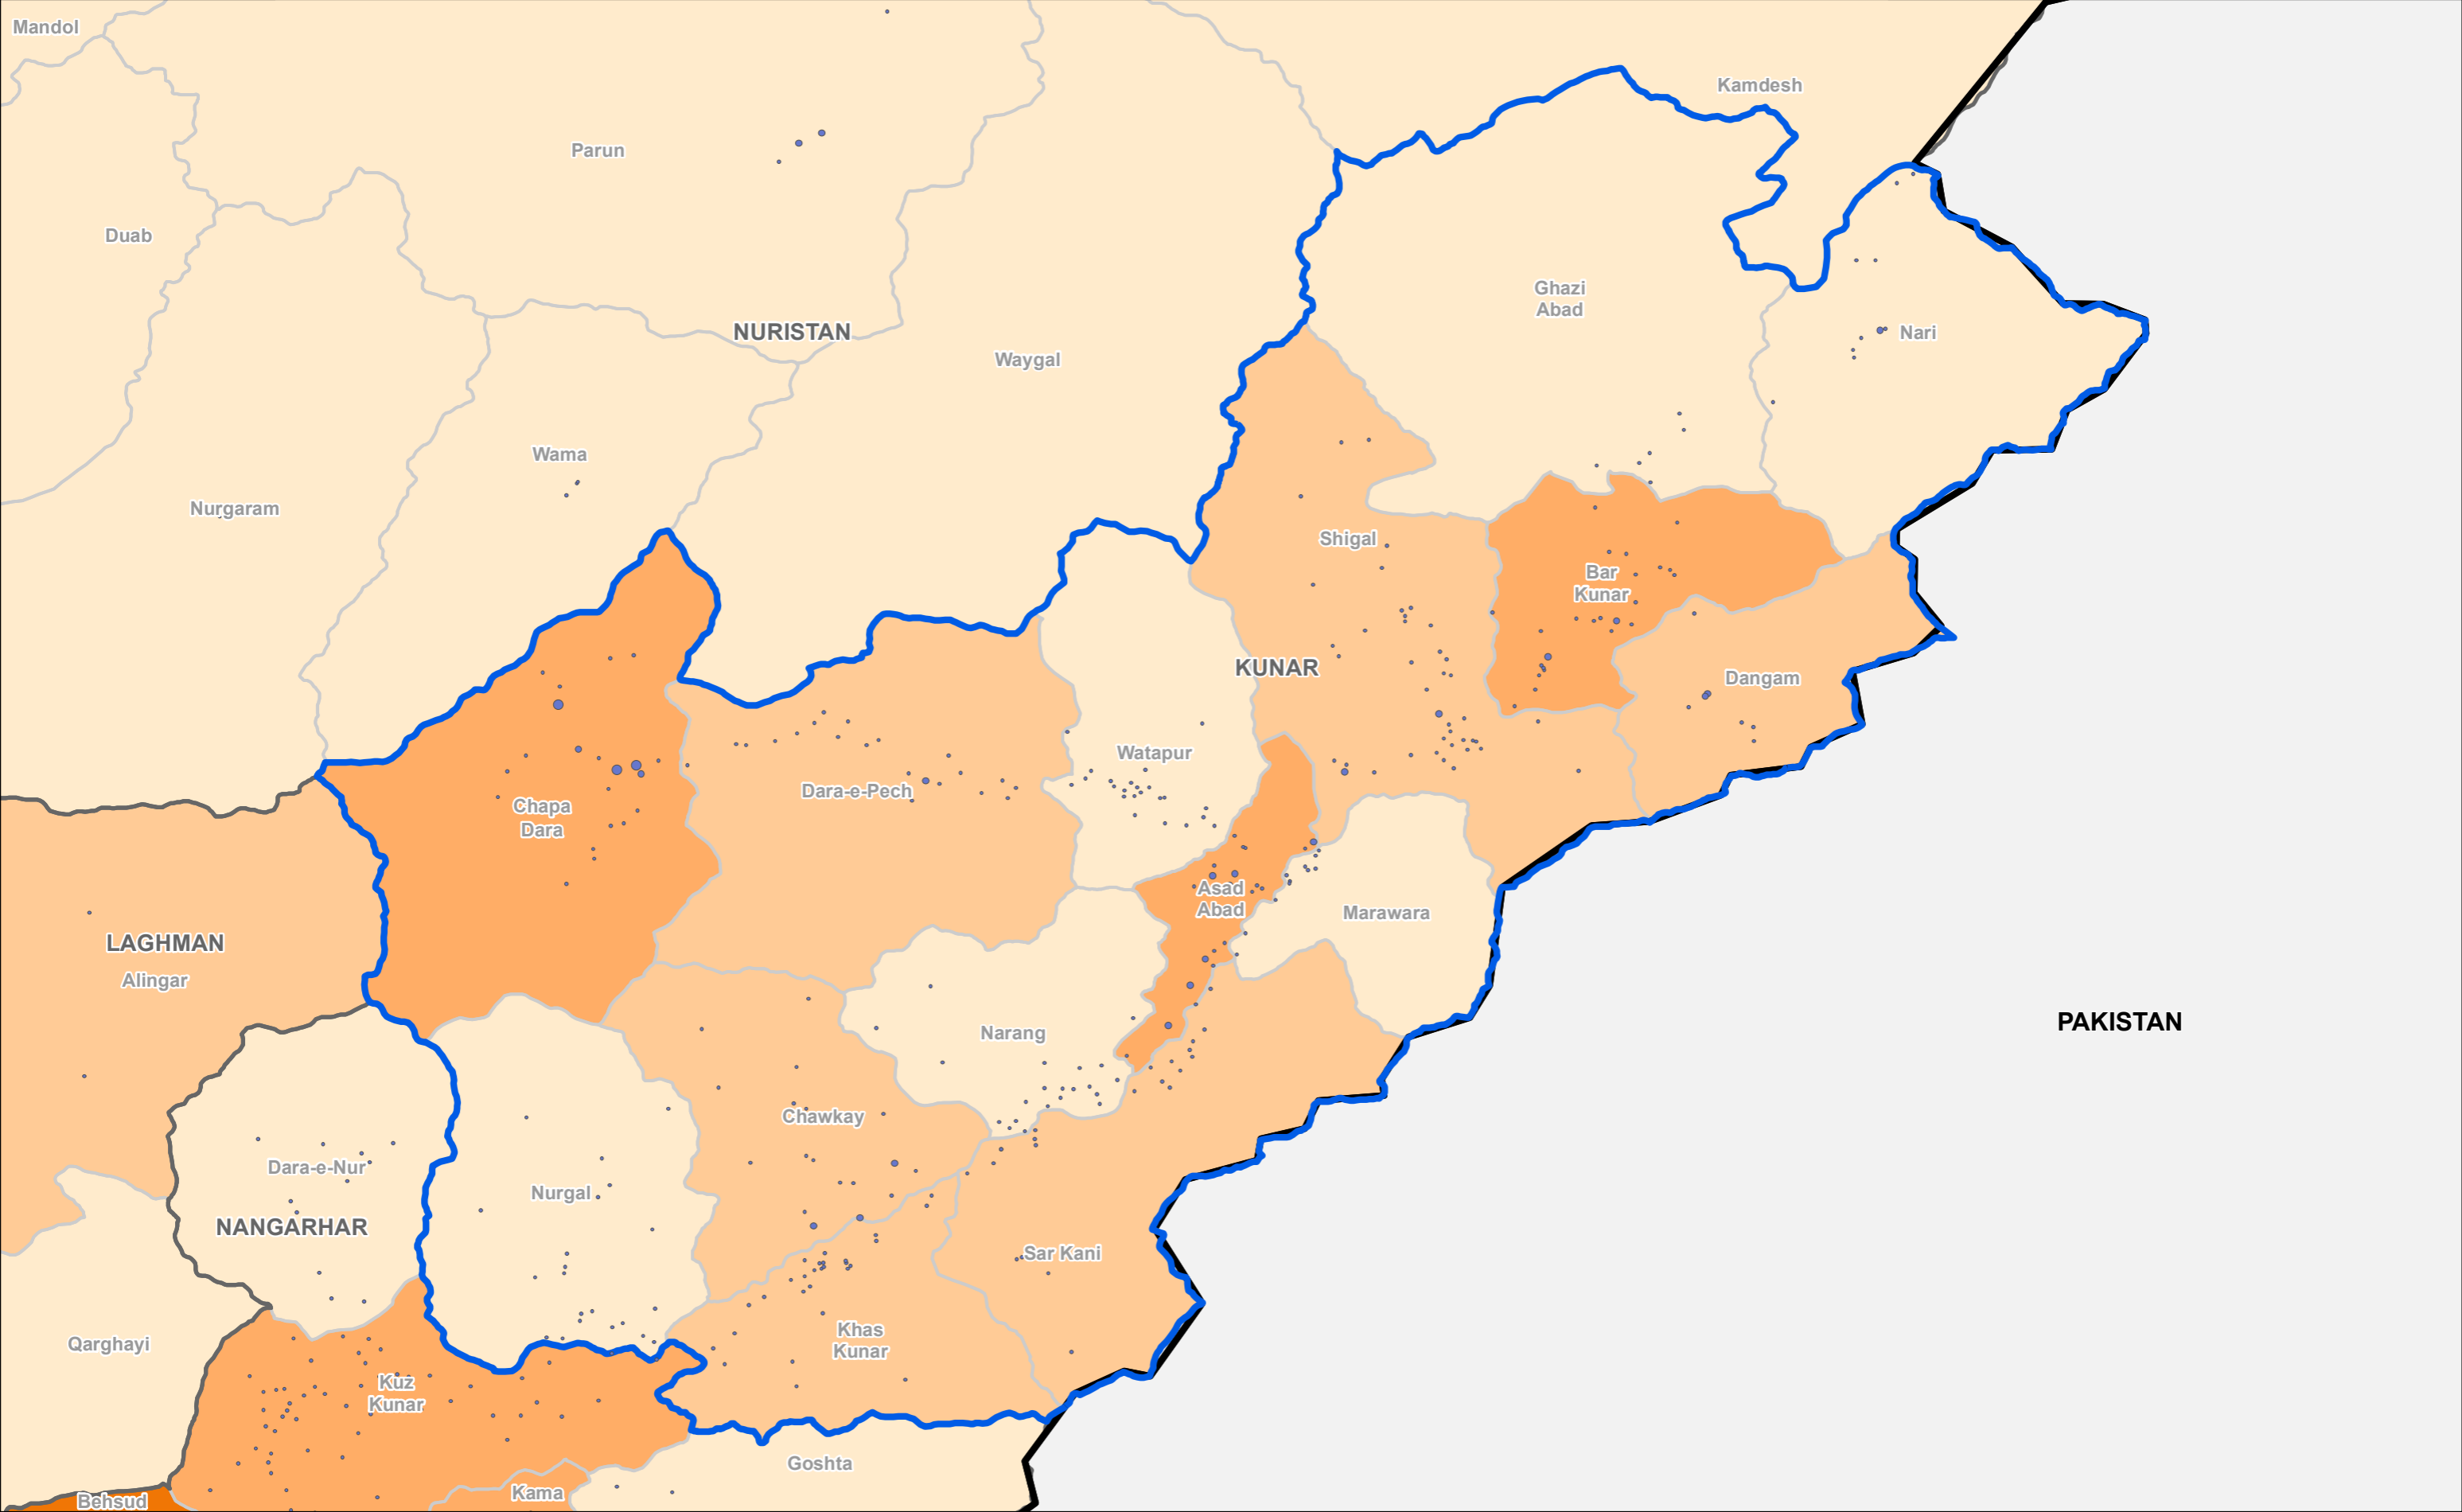 Mandol
Kamdesh
Parun
Duab
Ghazi
Abad
NURISTAN
Nari
Waygal
Wama
Nurgaram
Shigal
Bar
Kunar
KUNAR
Dangam
Watapur
Dara-e-Pech
Chapa
Dara
Asad
Abad
Marawara
LAGHMAN
Alingar
PAKISTAN
Narang
Chawkay
Dara-e-Nur
Nurgal
NANGARHAR
Sar Kani
Khas
Kunar
Qarghayi
Kuz
Kunar
Goshta
Kama
Behsud